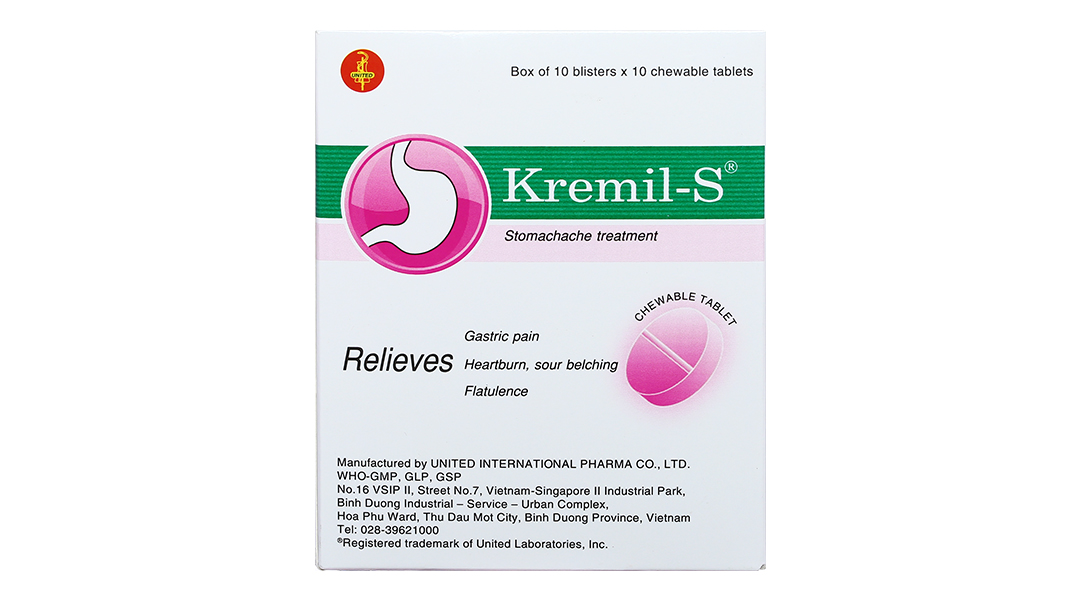 UNITED
Box of 10 blisters x 10 chewable tablets
Kremil-S®
Stomachache treatment
CHEWABLE TABLET
Relieves
Gastric pain
Heartburn, sour belching
Flatulence
Manufactured by UNITED INTERNATIONAL PHARMA CO., LTD.
WHO-GMP, GLP, GSP
No.16 VSIP II, Street No.7, Vietnam-Singapore II Industrial Park,
Binh Duong Industrial – Service – Urban Complex,
Hoa Phu Ward, Thu Dau Mot City, Binh Duong Province, Vietnam
Tel: 028-39621000
®Registered trademark of United Laboratories, Inc.